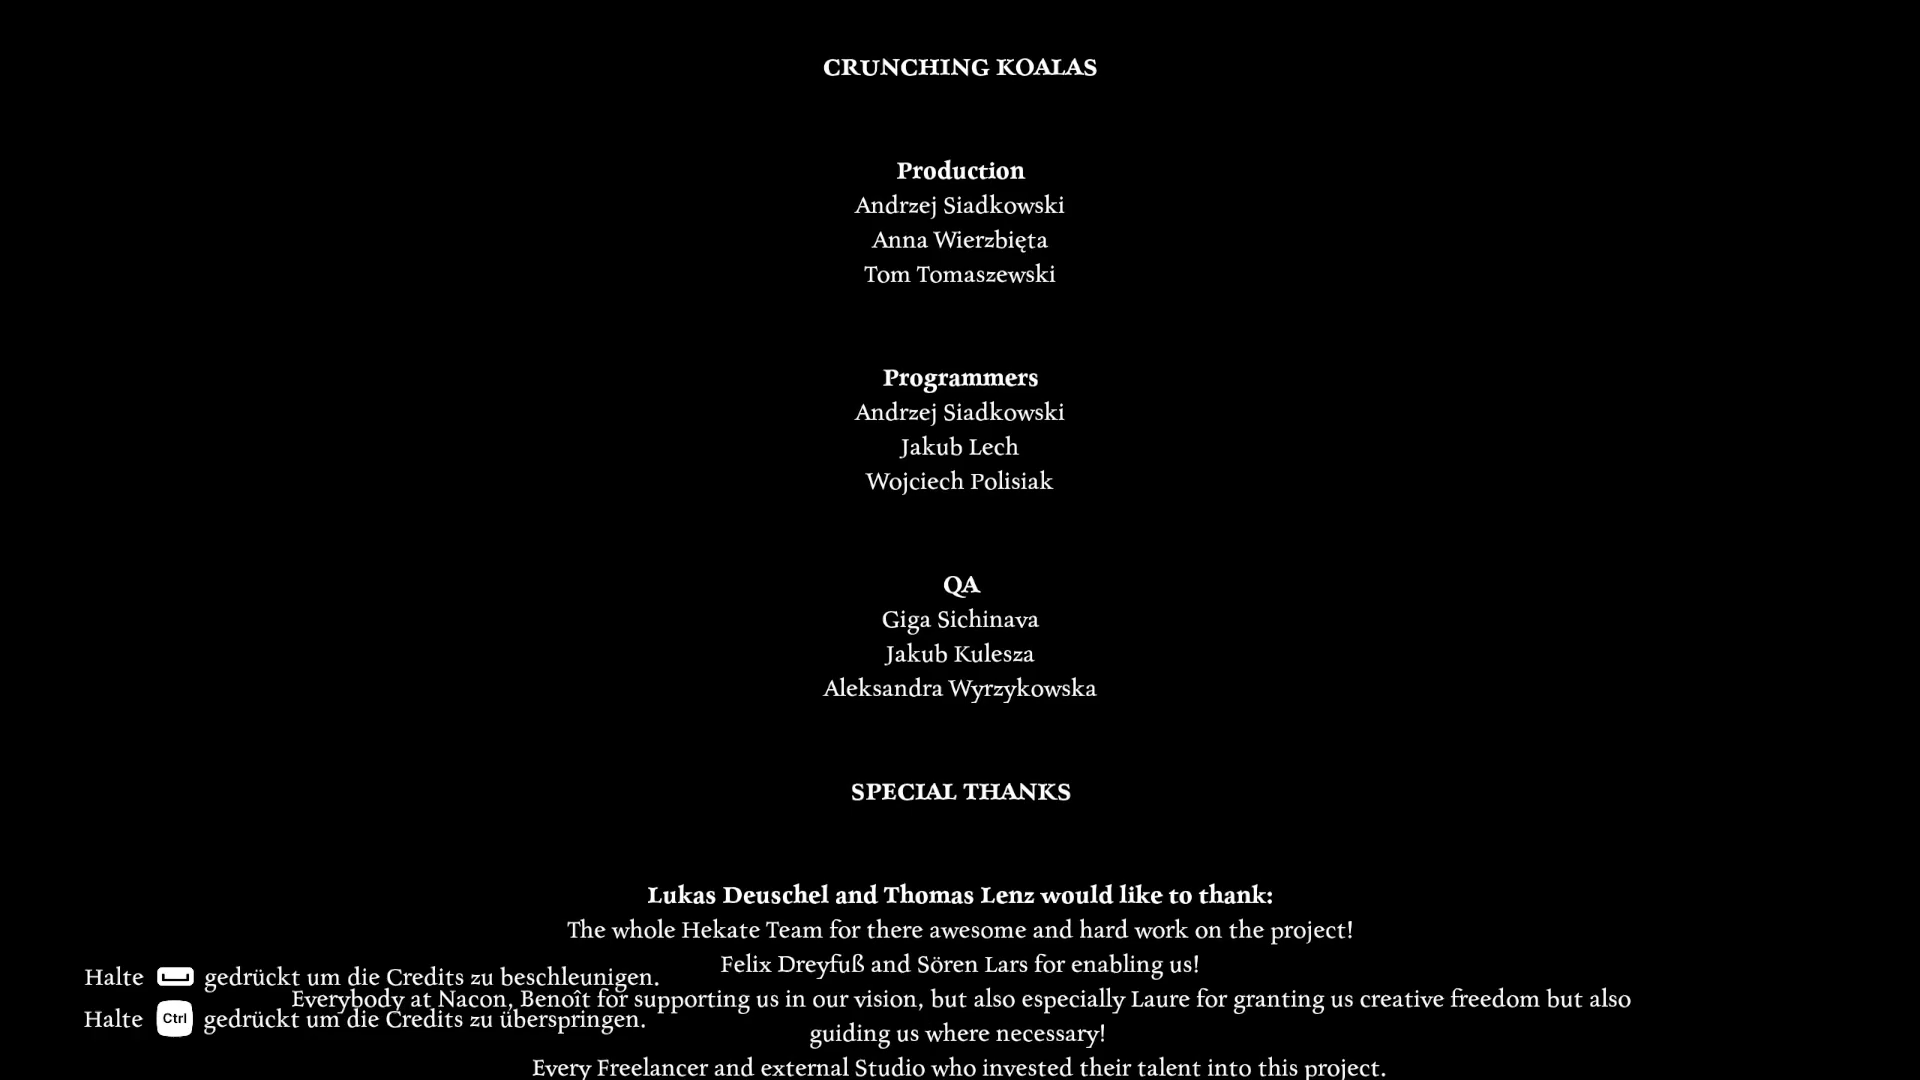 CRUNCHING KOALAS
Production
Andrzej Siadkowski
Anna Wierzbięta
Tom Tomaszewski
Programmers
Andrzej Siadkowski
Jakub Lech
Wojciech Polisiak
QA
Giga Sichinava
Jakub Kulesza
Aleksandra Wyrzykowska
SPECIAL THANKS
Lukas Deuschel and Thomas Lenz would like to thank:
The whole Hekate Team for there awesome and hard work on the project!
Felix Dreyfuß and Sören Lars for enabling us!
Everybody at Nacon, Benoît for supporting us in our vision, but also especially Laure for granting us creative freedom but also
guiding us where necessary!
Every Freelancer and external Studio who invested their talent into this project.
Halte gedrückt um die Credits zu beschleunigen.
Halte Ctrl gedrückt um die Credits zu überspringen.